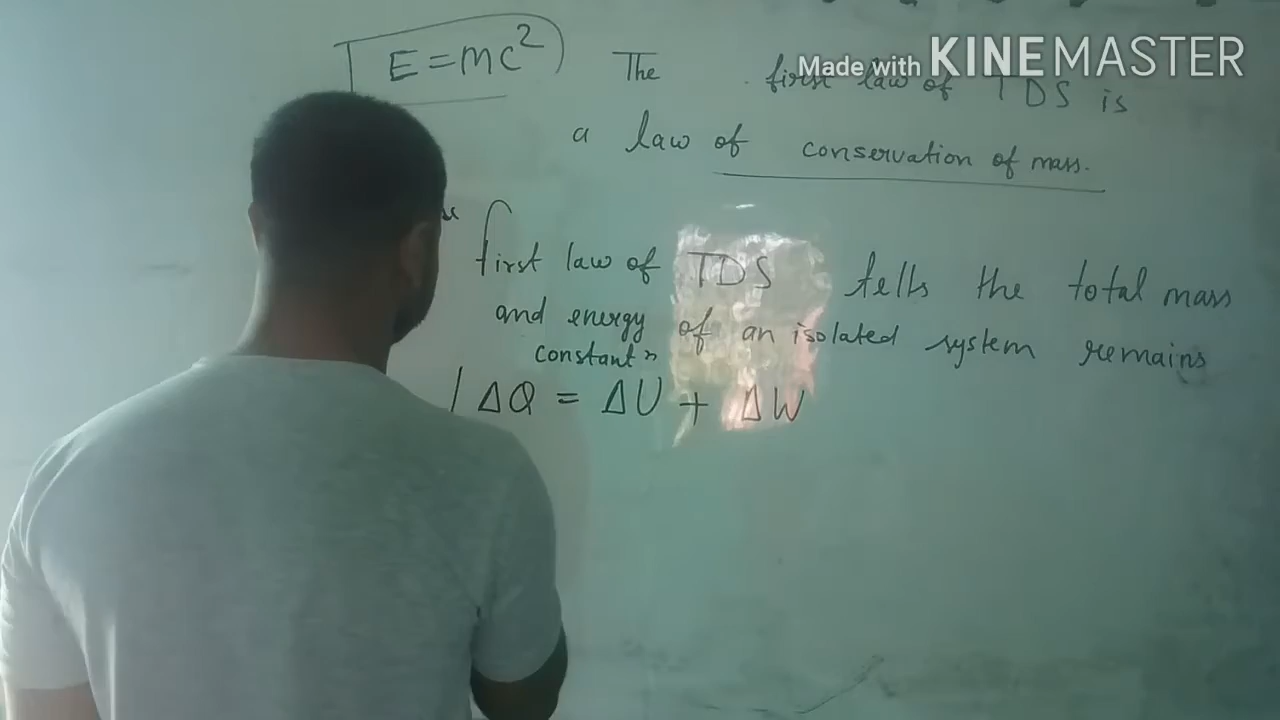 Made with KINEMASTER
E=mc²
The first law of TDS is
a law of conservation of mass.
"first law of TDS tells the total mass
and energy of an isolated system remains
constant"
ΔQ = ΔU + ΔW